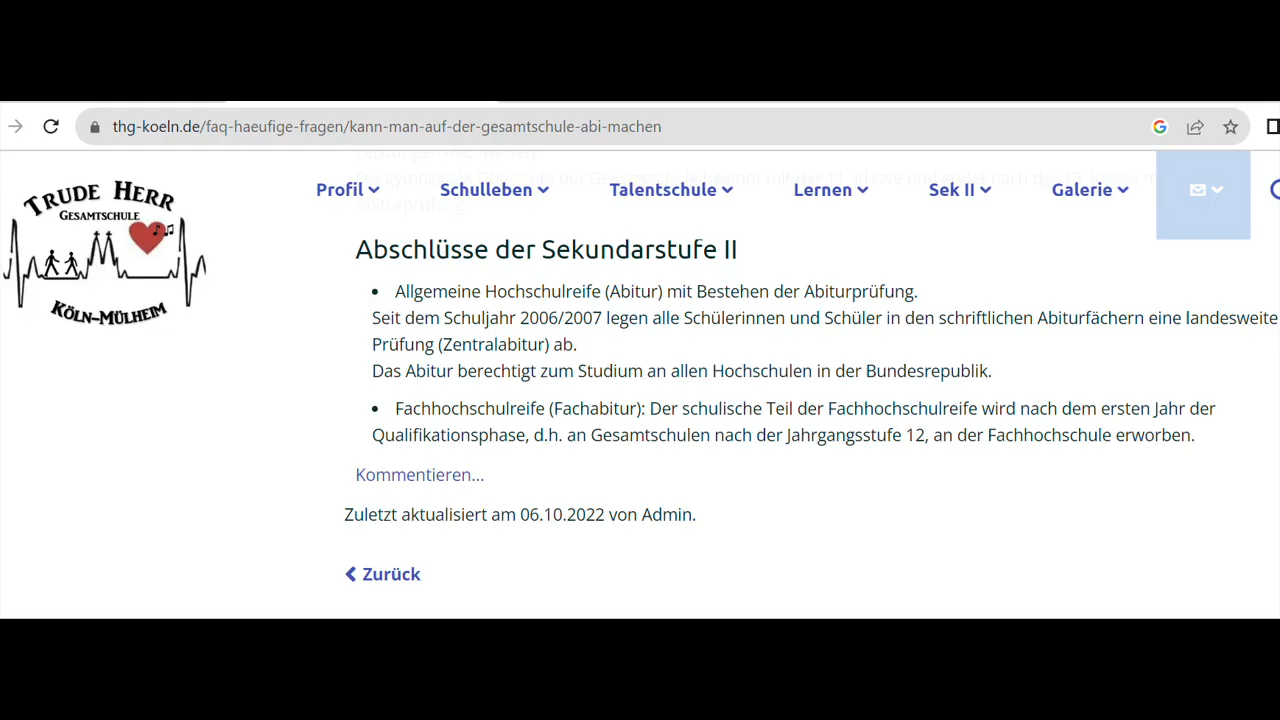 thg-koeln.de/faq-haeufige-fragen/kann-man-auf-der-gesamtschule-abi-machen
TRUDE HERR
GESAMTSCHULE
KÖLN-MÜLHEIM
Profil Schulleben Talentschule Lernen Sek II Galerie
Abschlüsse der Sekundarstufe II
• Allgemeine Hochschulreife (Abitur) mit Bestehen der Abiturprüfung.
Seit dem Schuljahr 2006/2007 legen alle Schülerinnen und Schüler in den schriftlichen Abiturfächern eine landesweite
Prüfung (Zentralabitur) ab.
Das Abitur berechtigt zum Studium an allen Hochschulen in der Bundesrepublik.
• Fachhochschulreife (Fachabitur): Der schulische Teil der Fachhochschulreife wird nach dem ersten Jahr der
Qualifikationsphase, d.h. an Gesamtschulen nach der Jahrgangsstufe 12, an der Fachhochschule erworben.
Kommentieren...
Zuletzt aktualisiert am 06.10.2022 von Admin.
Zurück